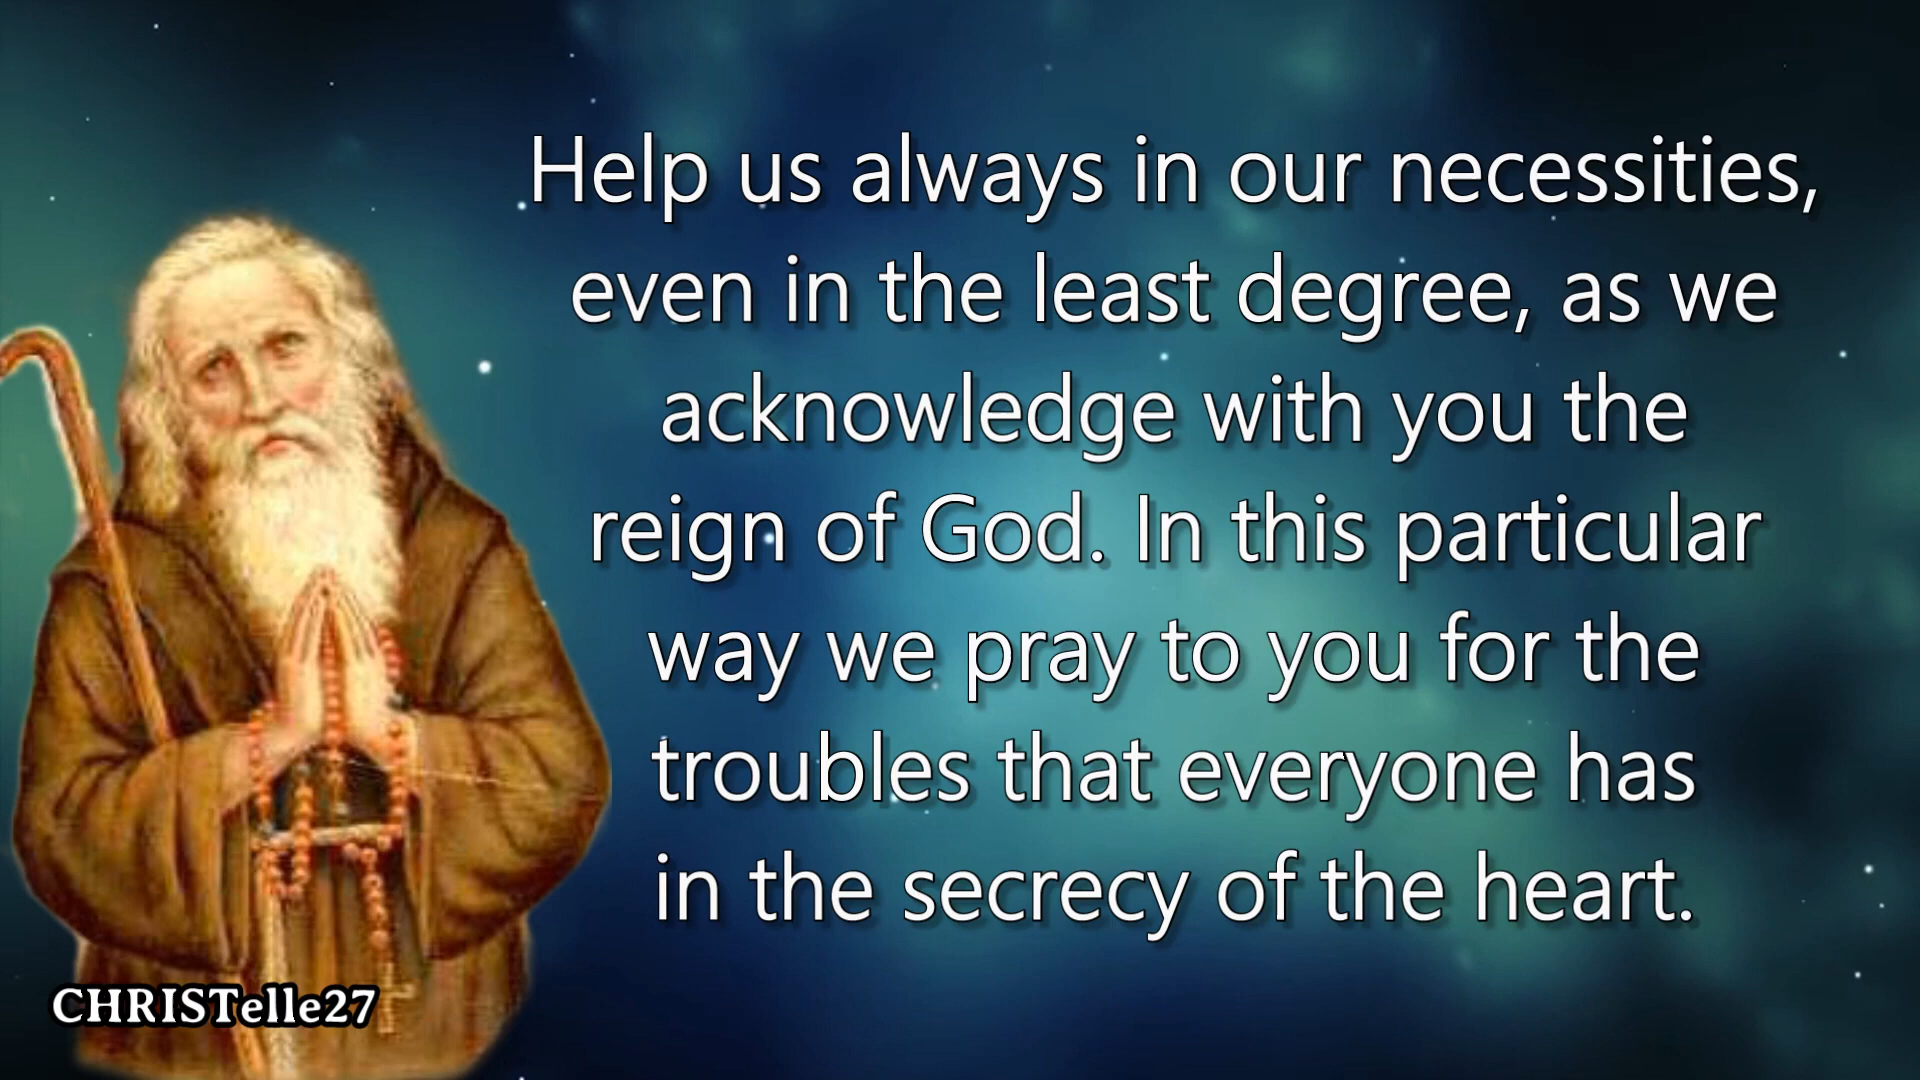 Help us always in our necessities,
even in the least degree, as we
acknowledge with you the
reign of God. In this particular
way we pray to you for the
troubles that everyone has
in the secrecy of the heart.
CHRISTelle27